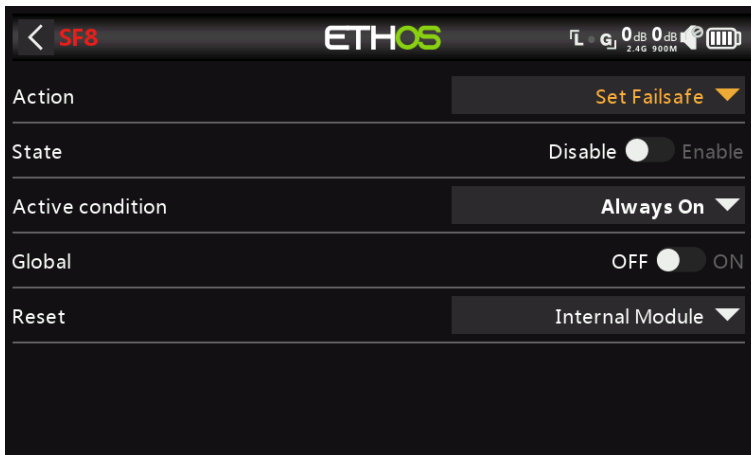 SF8 ETHOS L G 0dB 0dB
2.4G 900M
Action Set Failsafe
State Disable Enable
Active condition Always On
Global OFF ON
Reset Internal Module